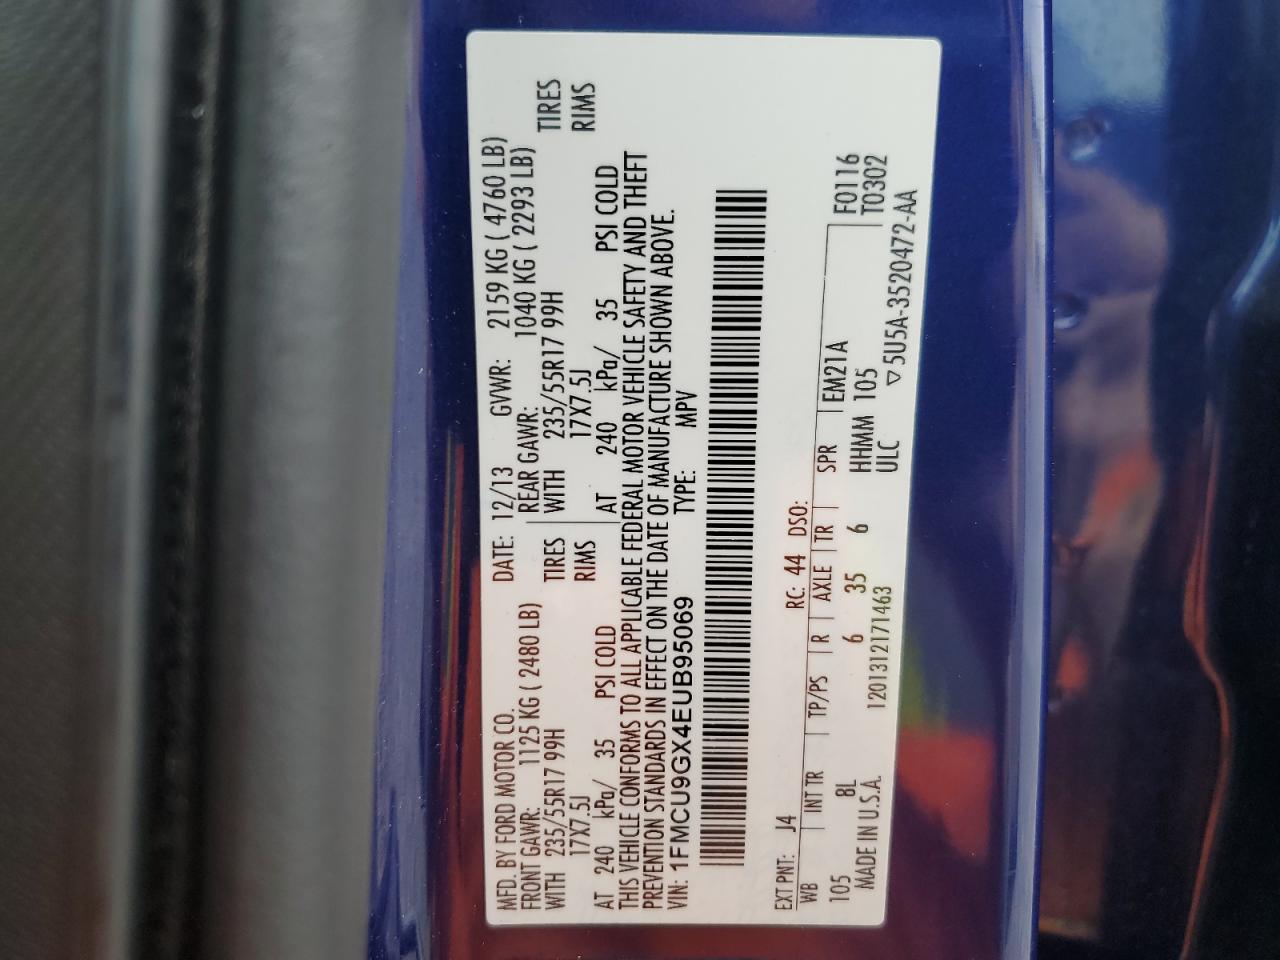 MFD. BY FORD MOTOR CO.
DATE: 12/13 GVWR: 2159 KG ( 4760 LB)
FRONT GAWR: 1125 KG ( 2480 LB) REAR GAWR: 1040 KG ( 2293 LB)
WITH 235/55R17 99H TIRES WITH 235/55R17 99H TIRES
17X7.5J RIMS 17X7.5J RIMS
AT 240 kPa/ 35 PSI COLD AT 240 kPa/ 35 PSI COLD
THIS VEHICLE CONFORMS TO ALL APPLICABLE FEDERAL MOTOR VEHICLE SAFETY AND THEFT
PREVENTION STANDARDS IN EFFECT ON THE DATE OF MANUFACTURE SHOWN ABOVE.
VIN: 1FMCU9GX4EUB95069 TYPE: MPV
EXT PNT: J4 RC: 44 DSO:
WB INT TR TP/PS R AXLE TR SPR EM21A F0116
105 8L 6 35 6 HHMM 105 T0302
MADE IN U.S.A. 1201312171463 ULC ▽5U5A-3520472-AA